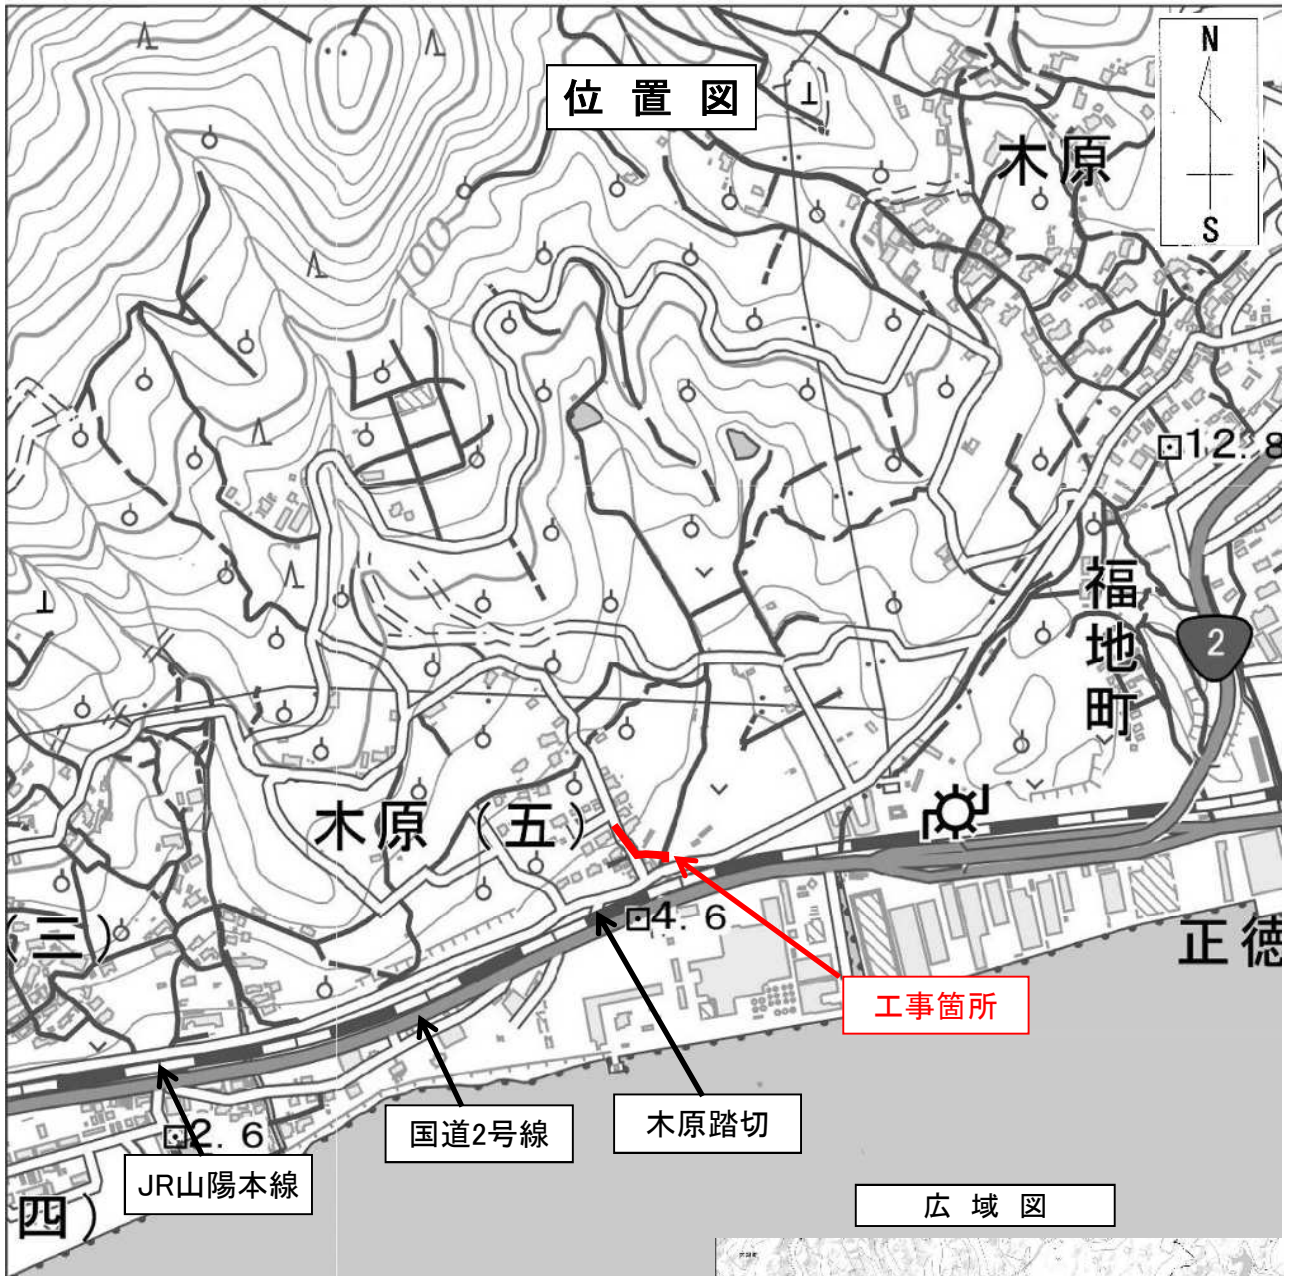 位置図
N
S
木原
12.8
福地町
2
木原(五)
(三)
4.6
正徳
工事箇所
木原踏切
国道2号線
2.6
JR山陽本線
四)
広域図